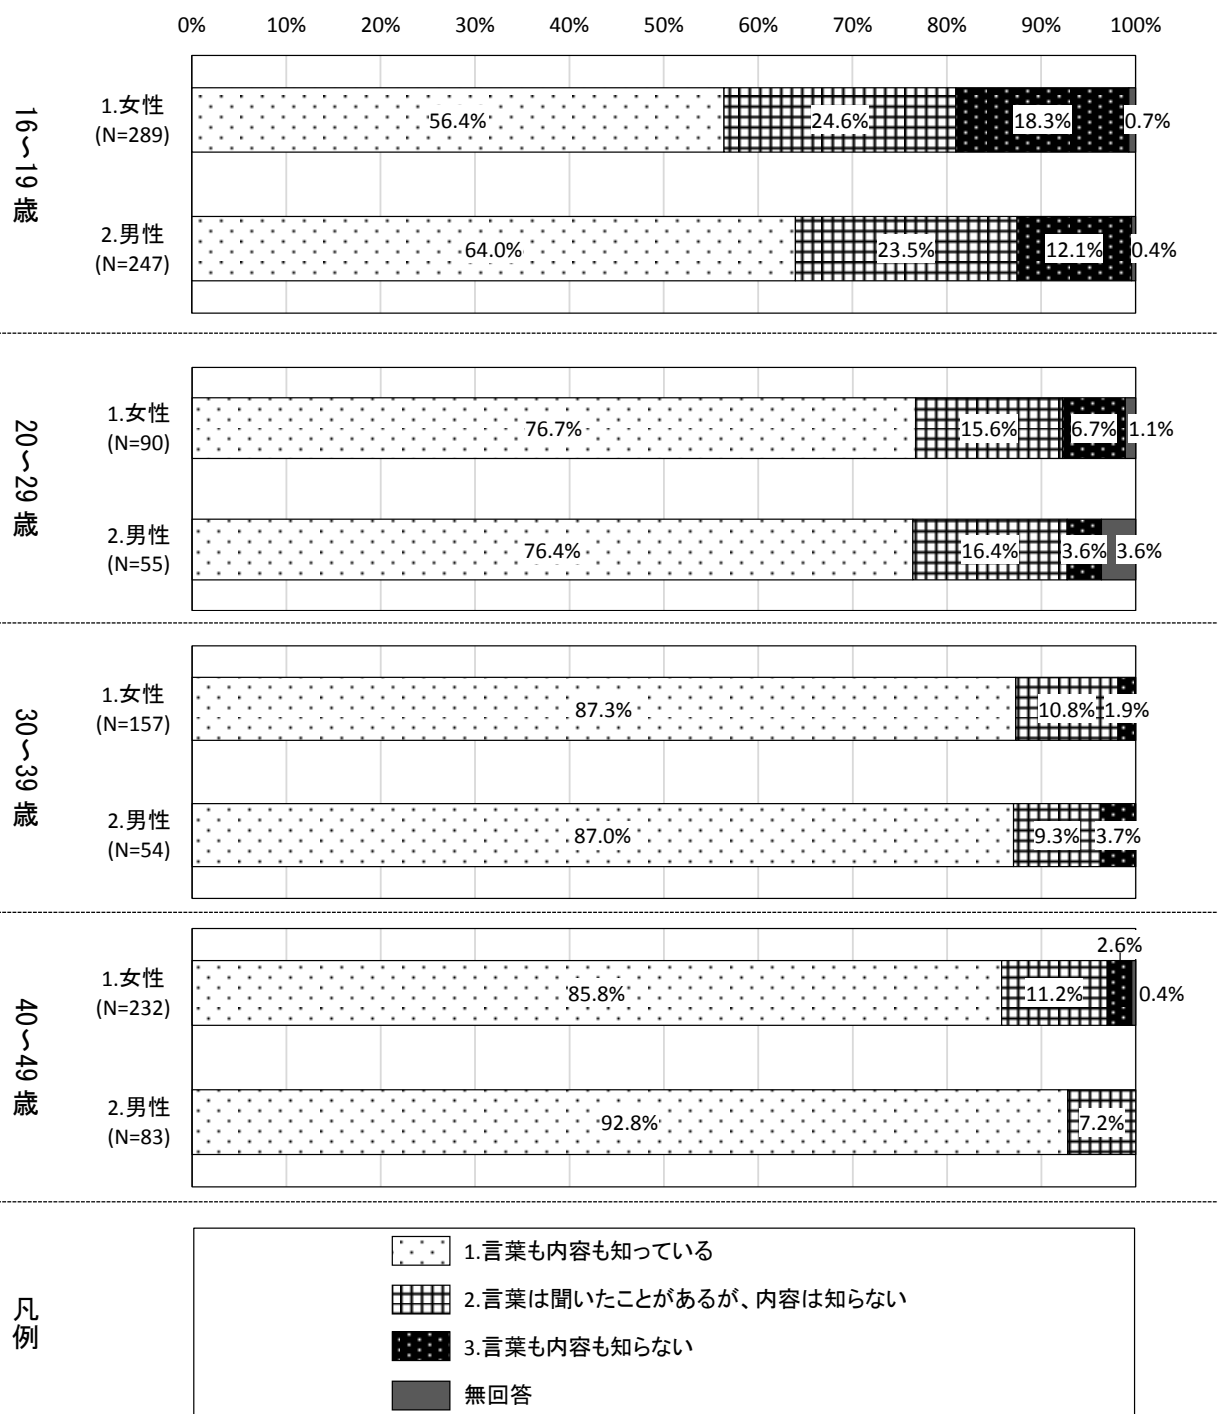 0% 10% 20% 30% 40% 50% 60% 70% 80% 90% 100%
16～19歳
1.女性
(N=289)
56.4% 24.6% 18.3% 0.7%
2.男性
(N=247)
64.0% 23.5% 12.1% 0.4%
20～29歳
1.女性
(N=90)
76.7% 15.6% 6.7% 1.1%
2.男性
(N=55)
76.4% 16.4% 3.6% 3.6%
30～39歳
1.女性
(N=157)
87.3% 10.8% 1.9%
2.男性
(N=54)
87.0% 9.3% 3.7%
40～49歳
1.女性
(N=232)
85.8% 11.2% 2.6% 0.4%
2.男性
(N=83)
92.8% 7.2%
凡例
1.言葉も内容も知っている
2.言葉は聞いたことがあるが、内容は知らない
3.言葉も内容も知らない
無回答